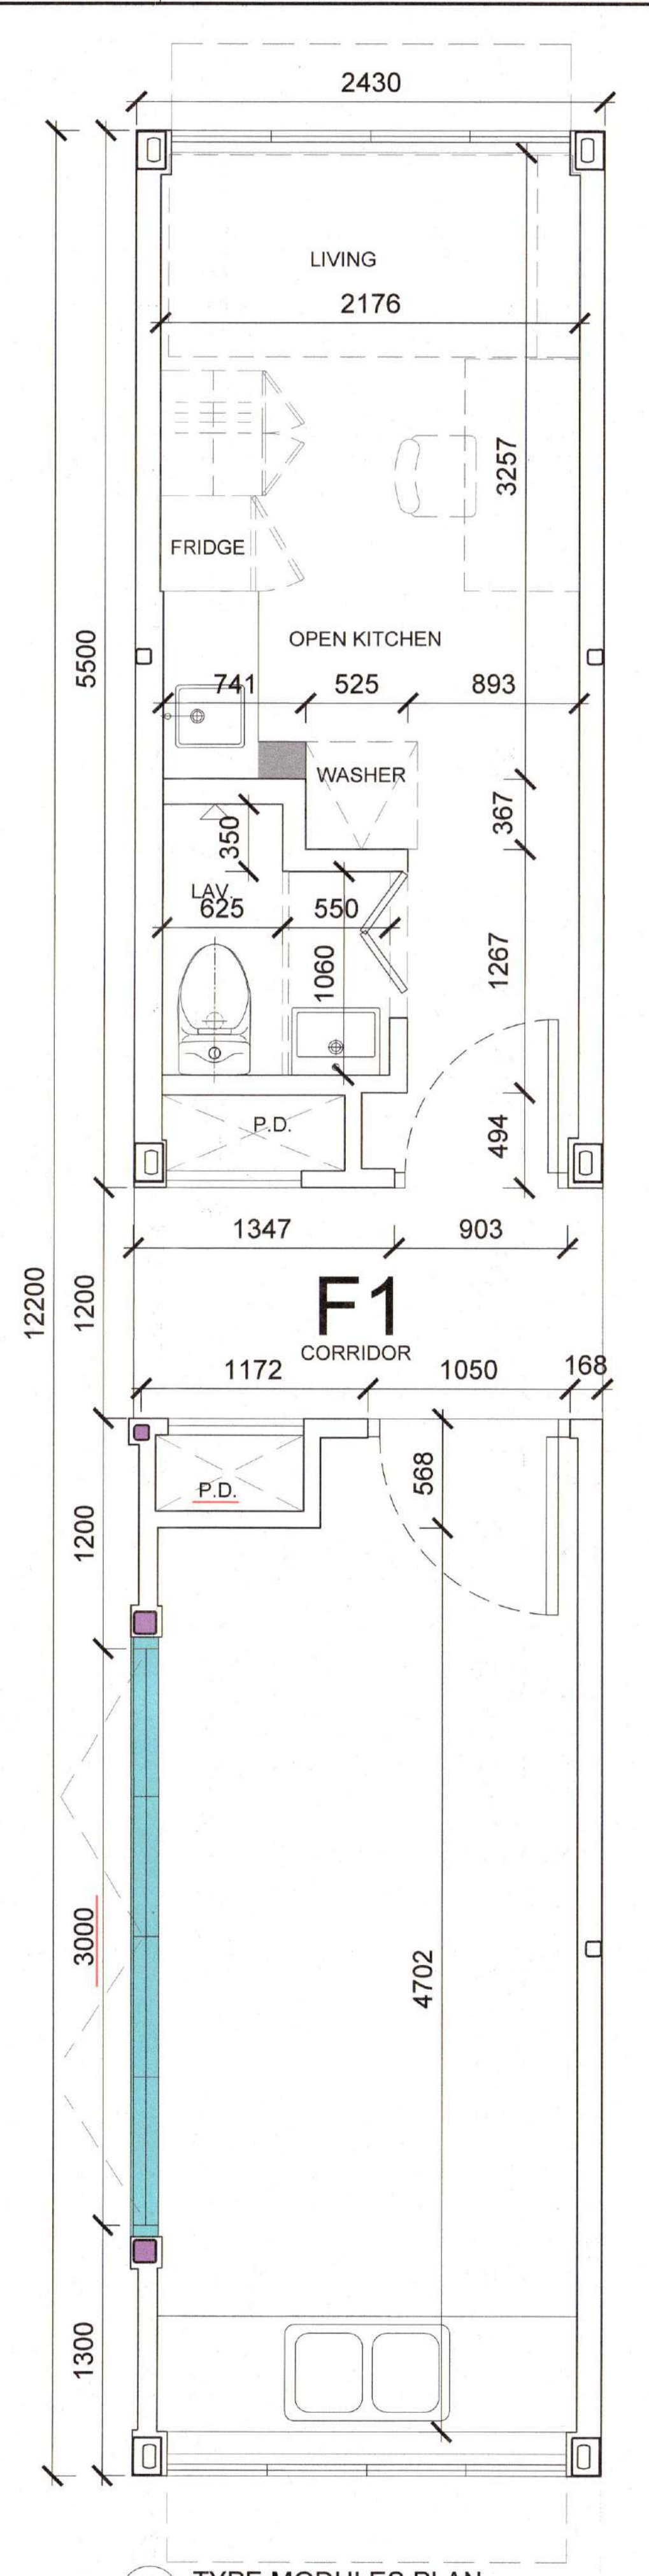 2430
LIVING
2176
3257
FRIDGE
OPEN KITCHEN
5500
741 525 893
WASHER
367
350
LAV.
625 550
1060
1267
P.D.
494
1347 903
12200
1200
F1
CORRIDOR
1172 1050 168
568
P.D.
1200
3000
4702
1300
TYPE MODULES PLAN